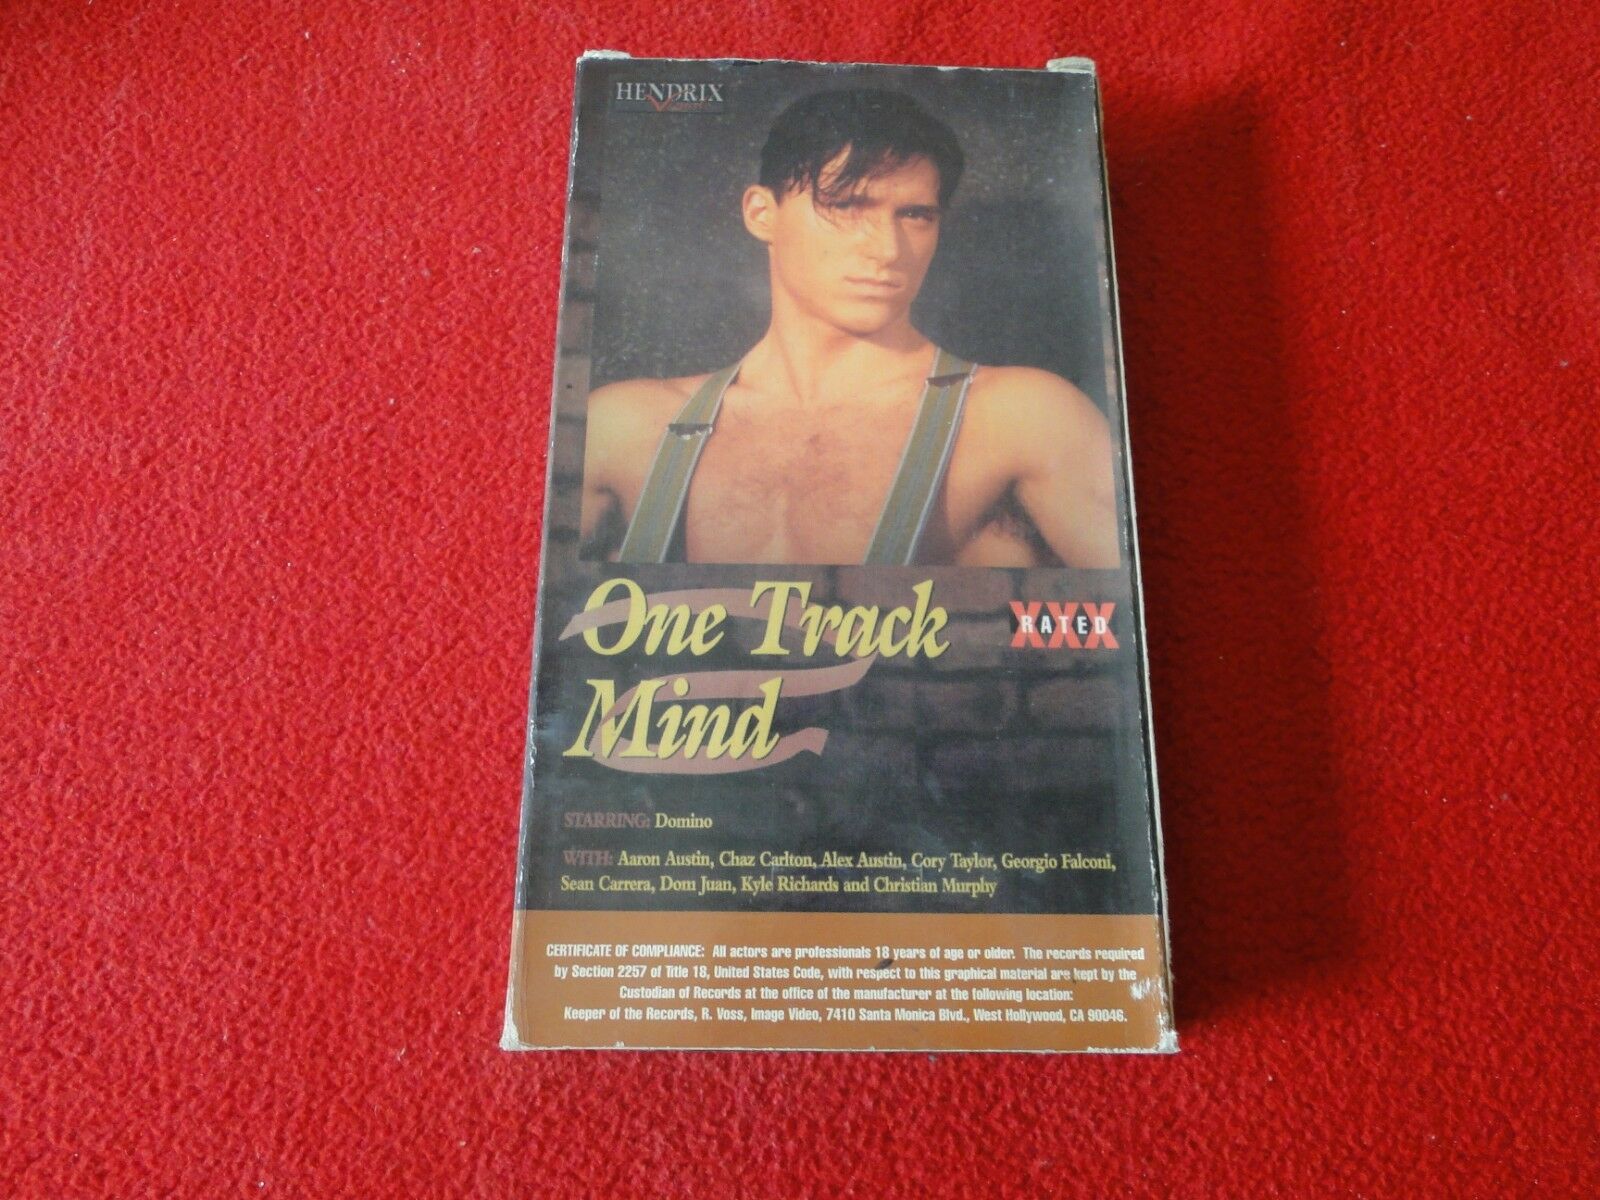 HENDRIX
One Track
Mind
XXX
RATED
STARRING: Domino
WITH: Aaron Austin, Chaz Carlton, Alex Austin, Cory Taylor, Georgio Falconi,
Sean Carrera, Dom Juan, Kyle Richards and Christian Murphy
CERTIFICATE OF COMPLIANCE: All actors are professionals 18 years of age or older. The records required
by Section 2257 of Title 18, United States Code, with respect to this graphical material are kept by the
Custodian of Records at the office of the manufacturer at the following location:
Keeper of the Records, R. Voss, Image Video, 7410 Santa Monica Blvd., West Hollywood, CA 90046.